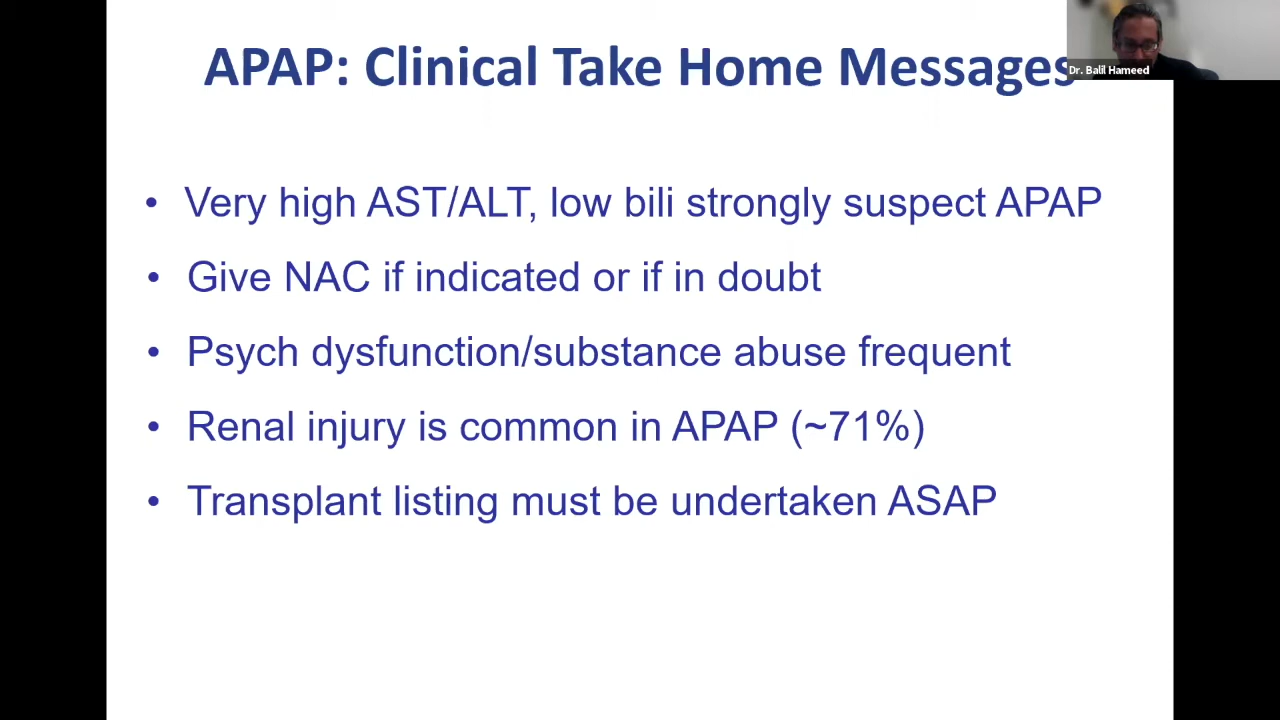 APAP: Clinical Take Home Messages
Dr. Balil Hameed
• Very high AST/ALT, low bili strongly suspect APAP
• Give NAC if indicated or if in doubt
• Psych dysfunction/substance abuse frequent
• Renal injury is common in APAP (~71%)
• Transplant listing must be undertaken ASAP